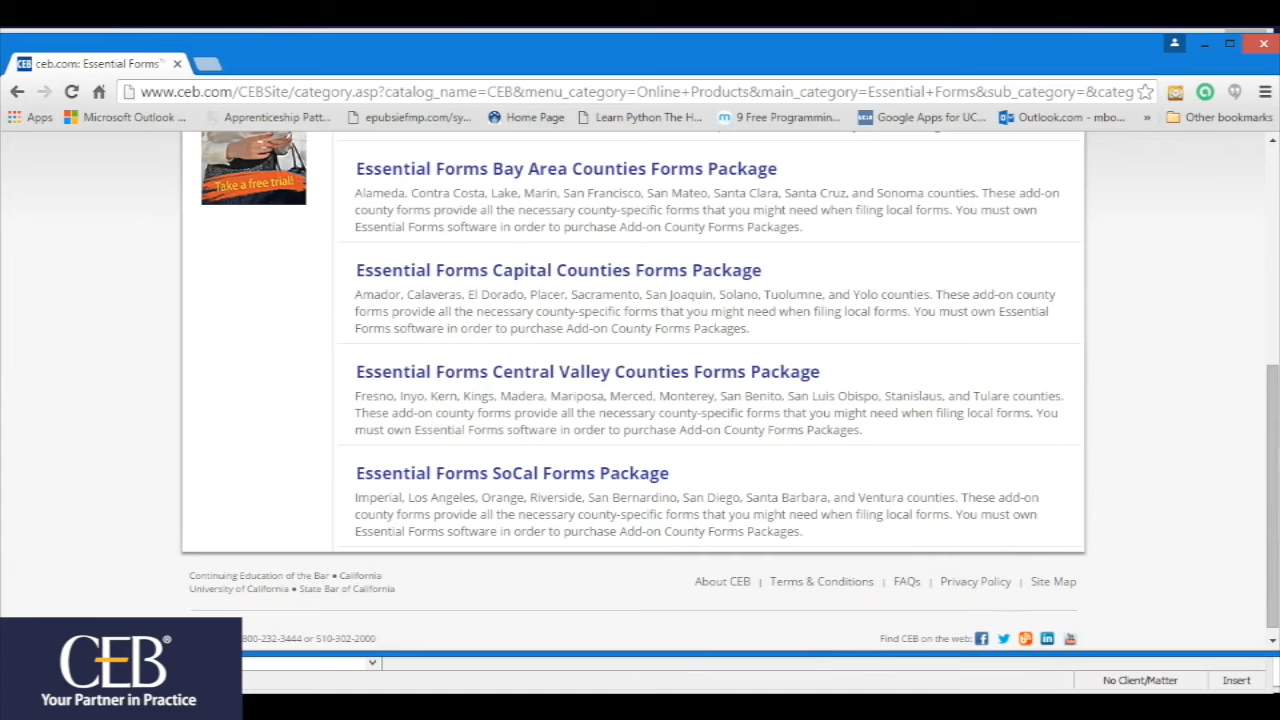 CEB ceb.com: Essential Forms™
www.ceb.com/CEBSite/category.asp?catalog_name=CEB&menu_category=Online+Products&main_category=Essential+Forms&sub_category=&categ
Apps Microsoft Outlook ... Apprenticeship Patt... epubsiefmp.com/sy... Home Page Learn Python The H... 9 Free Programmin... Google Apps for UC... Outlook.com - mbo... » Other bookmarks
Take a free trial!
Essential Forms Bay Area Counties Forms Package
Alameda, Contra Costa, Lake, Marin, San Francisco, San Mateo, Santa Clara, Santa Cruz, and Sonoma counties. These add-on
county forms provide all the necessary county-specific forms that you might need when filing local forms. You must own
Essential Forms software in order to purchase Add-on County Forms Packages.
Essential Forms Capital Counties Forms Package
Amador, Calaveras, El Dorado, Placer, Sacramento, San Joaquin, Solano, Tuolumne, and Yolo counties. These add-on county
forms provide all the necessary county-specific forms that you might need when filing local forms. You must own Essential
Forms software in order to purchase Add-on County Forms Packages.
Essential Forms Central Valley Counties Forms Package
Fresno, Inyo, Kern, Kings, Madera, Mariposa, Merced, Monterey, San Benito, San Luis Obispo, Stanislaus, and Tulare counties.
These add-on county forms provide all the necessary county-specific forms that you might need when filing local forms. You
must own Essential Forms software in order to purchase Add-on County Forms Packages.
Essential Forms SoCal Forms Package
Imperial, Los Angeles, Orange, Riverside, San Bernardino, San Diego, Santa Barbara, and Ventura counties. These add-on
county forms provide all the necessary county-specific forms that you might need when filing local forms. You must own
Essential Forms software in order to purchase Add-on County Forms Packages.
Continuing Education of the Bar ● California
University of California ● State Bar of California
About CEB | Terms & Conditions | FAQs | Privacy Policy | Site Map
800-232-3444 or 510-302-2000
Find CEB on the web:
CEB®
Your Partner in Practice
No Client/Matter Insert